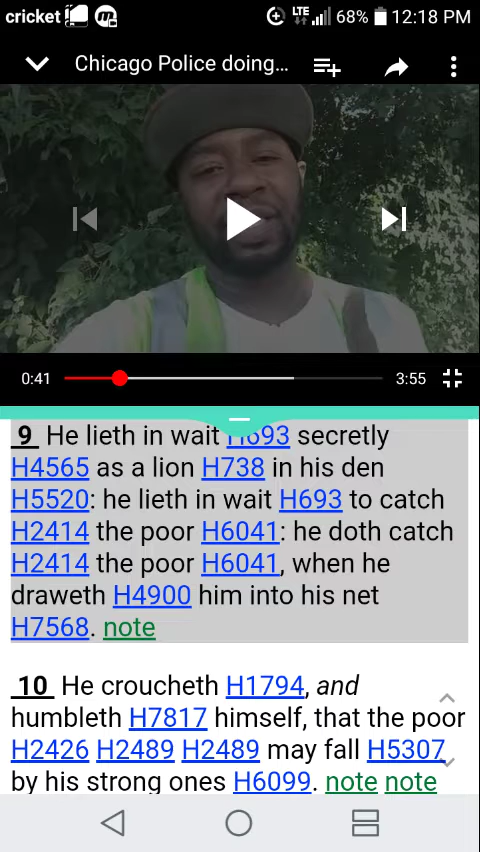 cricket LTE 68% 12:18 PM
Chicago Police doing...
0:41 3:55
9 He lieth in wait H693 secretly
H4565 as a lion H738 in his den
H5520: he lieth in wait H693 to catch
H2414 the poor H6041: he doth catch
H2414 the poor H6041, when he
draweth H4900 him into his net
H7568. note
10 He croucheth H1794, and
humbleth H7817 himself, that the poor
H2426 H2489 H2489 may fall H5307
by his strong ones H6099. note note